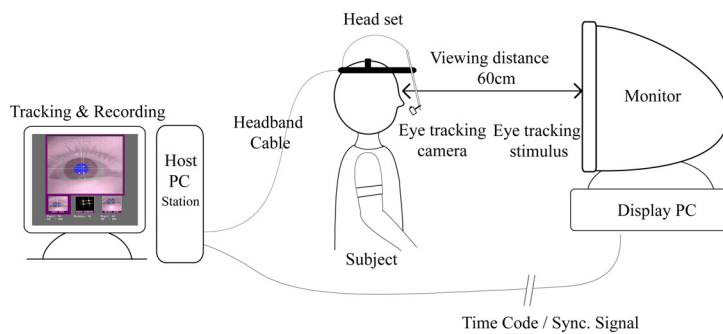 Head set
Viewing distance
60cm
Monitor
Tracking & Recording
Headband
Cable
Eye tracking
camera
Eye tracking
stimulus
Host
PC
Station
Display PC
Subject
Time Code / Sync. Signal